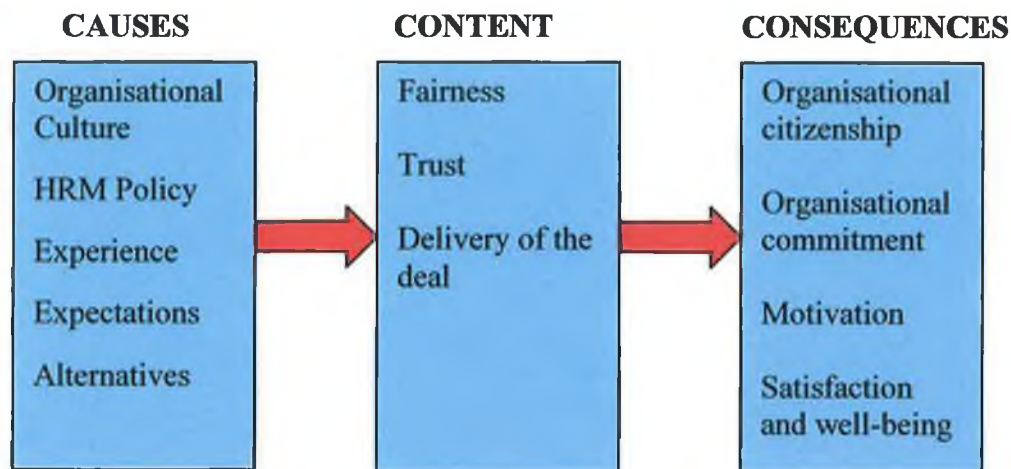 CAUSES
Organisational
Culture
HRM Policy
Experience
Expectations
Alternatives
CONTENT
Fairness
Trust
Delivery of the
deal
CONSEQUENCES
Organisational
citizenship
Organisational
commitment
Motivation
Satisfaction
and well-being